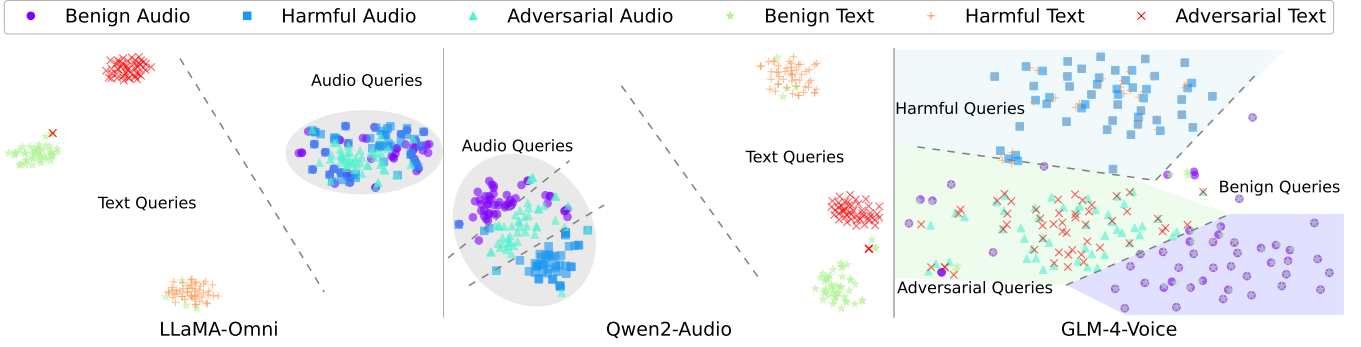 Benign Audio Harmful Audio Adversarial Audio Benign Text Harmful Text Adversarial Text
Audio Queries
Text Queries
LLaMA-Omni
Audio Queries
Text Queries
Qwen2-Audio
Harmful Queries
Benign Queries
Adversarial Queries
GLM-4-Voice